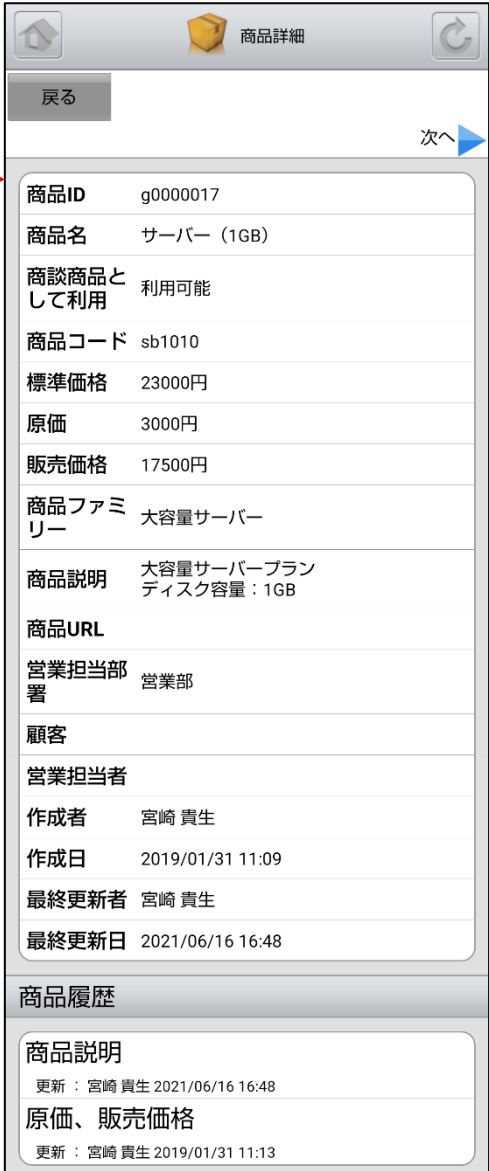 商品詳細
戻る
次へ
商品ID g0000017
商品名 サーバー（1GB）
商談商品と
して利用 利用可能
商品コード sb1010
標準価格 23000円
原価 3000円
販売価格 17500円
商品ファミ
リー 大容量サーバー
商品説明 大容量サーバープラン
ディスク容量：1GB
商品URL
営業担当部
署 営業部
顧客
営業担当者
作成者 宮崎 貴生
作成日 2019/01/31 11:09
最終更新者 宮崎 貴生
最終更新日 2021/06/16 16:48
商品履歴
商品説明
更新 ： 宮崎 貴生 2021/06/16 16:48
原価、販売価格
更新 ： 宮崎 貴生 2019/01/31 11:13